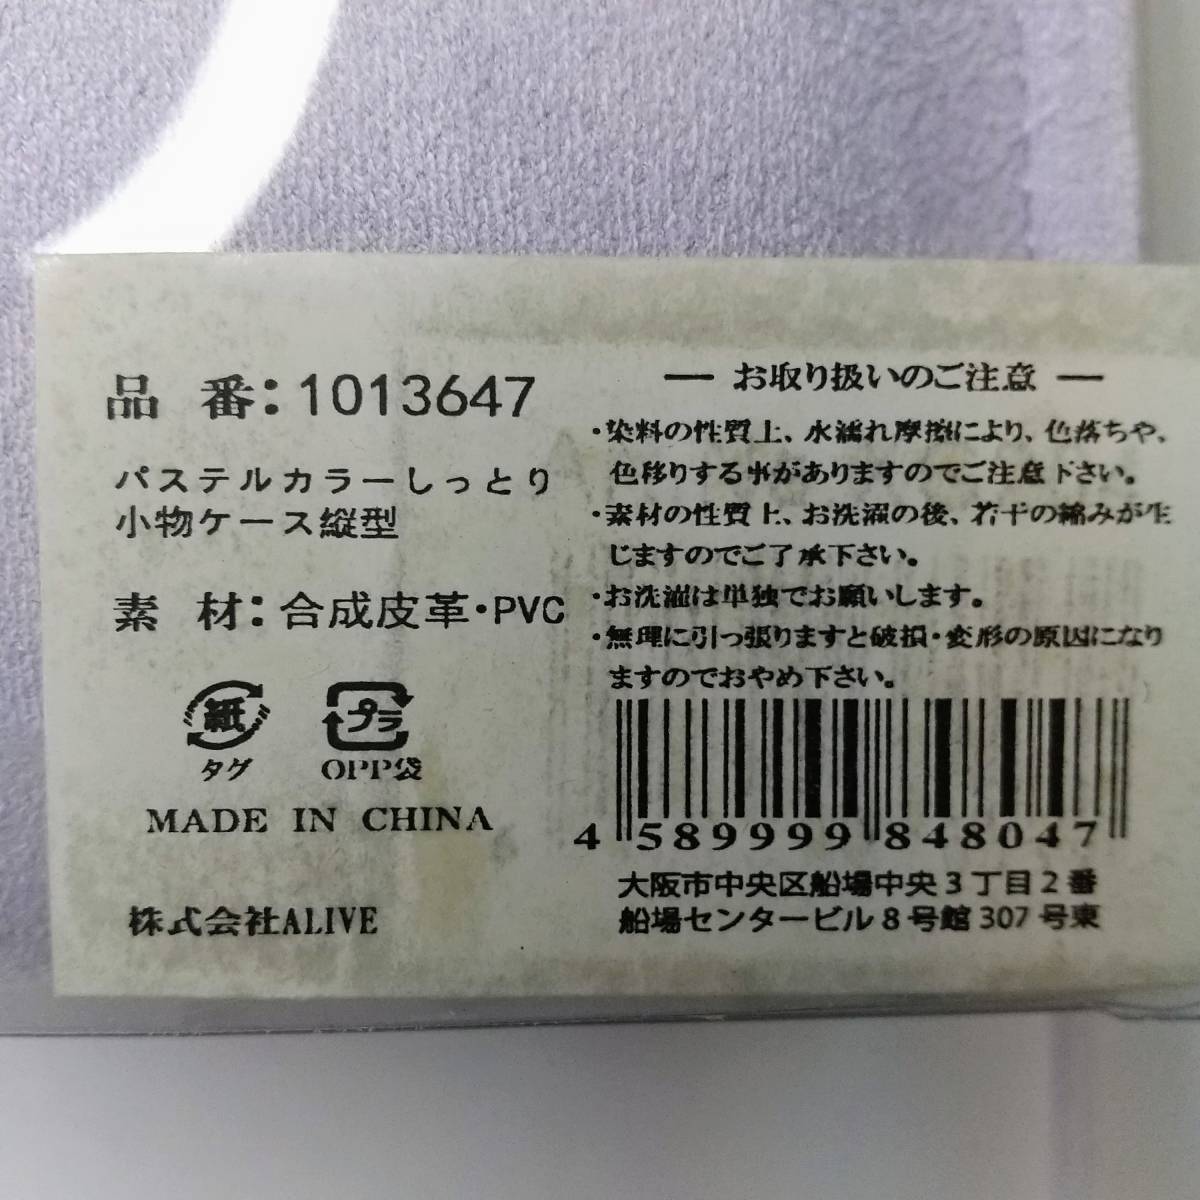 品 番：1013647
パステルカラーしっとり
小物ケース縦型
素 材：合成皮革・PVC
紙
タグ
プラ
OPP袋
MADE IN CHINA
株式会社ALIVE
― お取り扱いのご注意 ―
・染料の性質上、水濡れ摩擦により、色落ちや、
色移りする事がありますのでご注意下さい。
・素材の性質上、お洗濯の後、若干の縮みが生
じますのでご了承下さい。
・お洗濯は単独でお願いします。
・無理に引っ張りますと破損・変形の原因になり
ますのでおやめ下さい。
4 589999 848047
大阪市中央区船場中央3丁目2番
船場センタービル8号館307号東